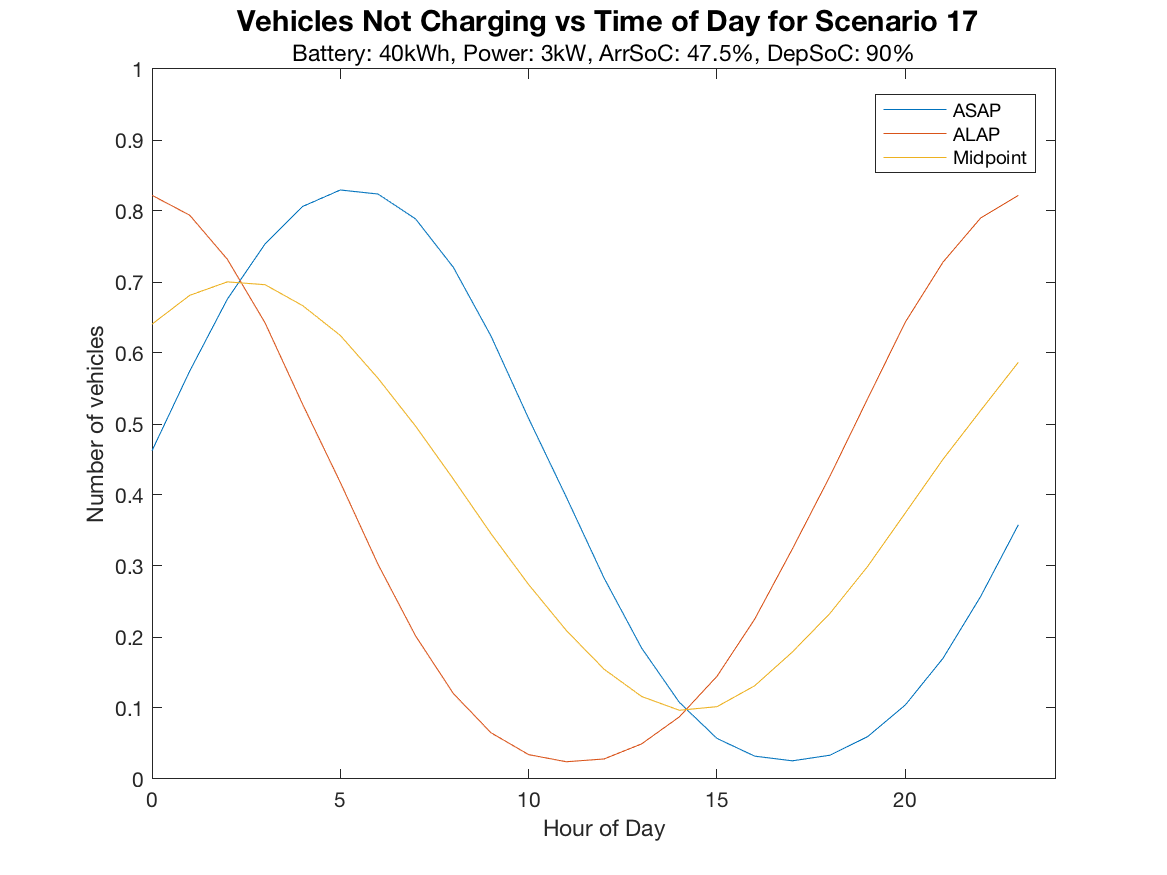 Vehicles Not Charging vs Time of Day for Scenario 17
Battery: 40kWh, Power: 3kW, ArrSoC: 47.5%, DepSoC: 90%
1
0.9
0.8
0.7
0.6
0.5
0.4
0.3
0.2
0.1
0
Number of vehicles
ASAP
ALAP
Midpoint
0 5 10 15 20
Hour of Day